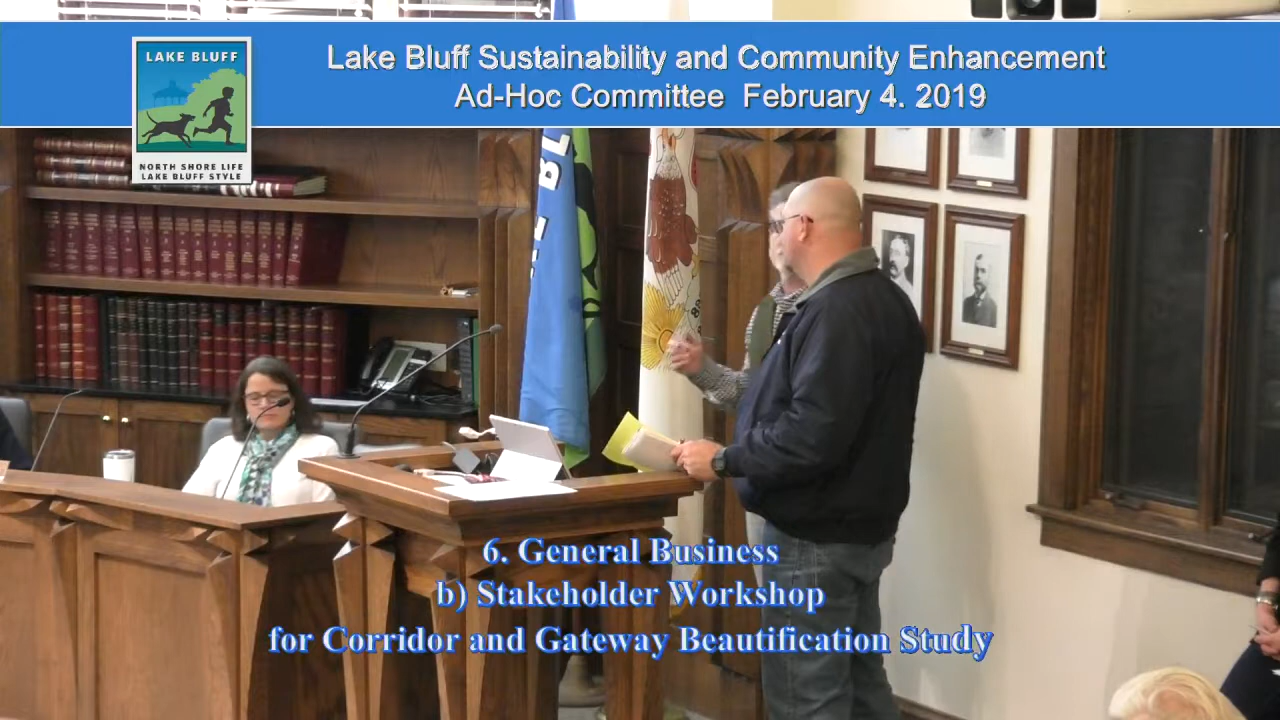 Lake Bluff Sustainability and Community Enhancement
Ad-Hoc Committee February 4. 2019
LAKE BLUFF
NORTH SHORE LIFE
LAKE BLUFF STYLE
6. General Business
b) Stakeholder Workshop
for Corridor and Gateway Beautification Study